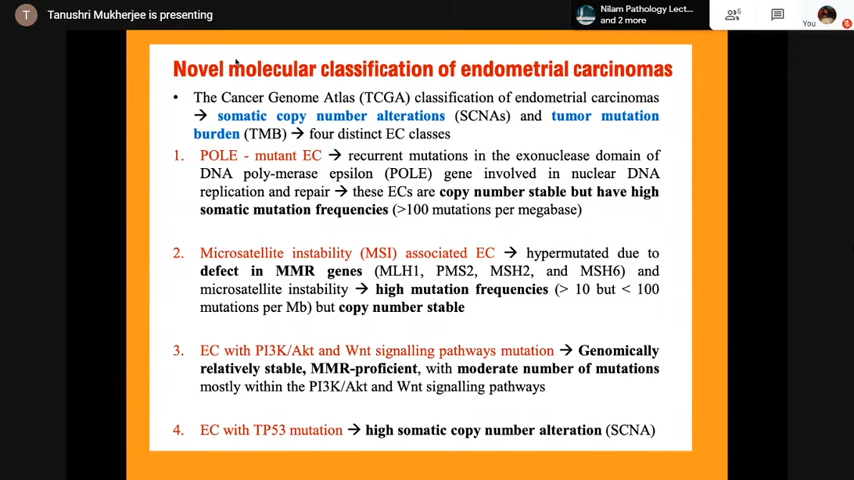 T
Tanushri Mukherjee is presenting
Nilam Pathology Lect...
and 2 more
6
You
Novel molecular classification of endometrial carcinomas
• The Cancer Genome Atlas (TCGA) classification of endometrial carcinomas
→ somatic copy number alterations (SCNAs) and tumor mutation
burden (TMB) → four distinct EC classes
1. POLE - mutant EC → recurrent mutations in the exonuclease domain of
DNA poly-merase epsilon (POLE) gene involved in nuclear DNA
replication and repair → these ECs are copy number stable but have high
somatic mutation frequencies (>100 mutations per megabase)
2. Microsatellite instability (MSI) associated EC → hypermutated due to
defect in MMR genes (MLH1, PMS2, MSH2, and MSH6) and
microsatellite instability → high mutation frequencies (> 10 but < 100
mutations per Mb) but copy number stable
3. EC with PI3K/Akt and Wnt signalling pathways mutation → Genomically
relatively stable, MMR-proficient, with moderate number of mutations
mostly within the PI3K/Akt and Wnt signalling pathways
4. EC with TP53 mutation → high somatic copy number alteration (SCNA)